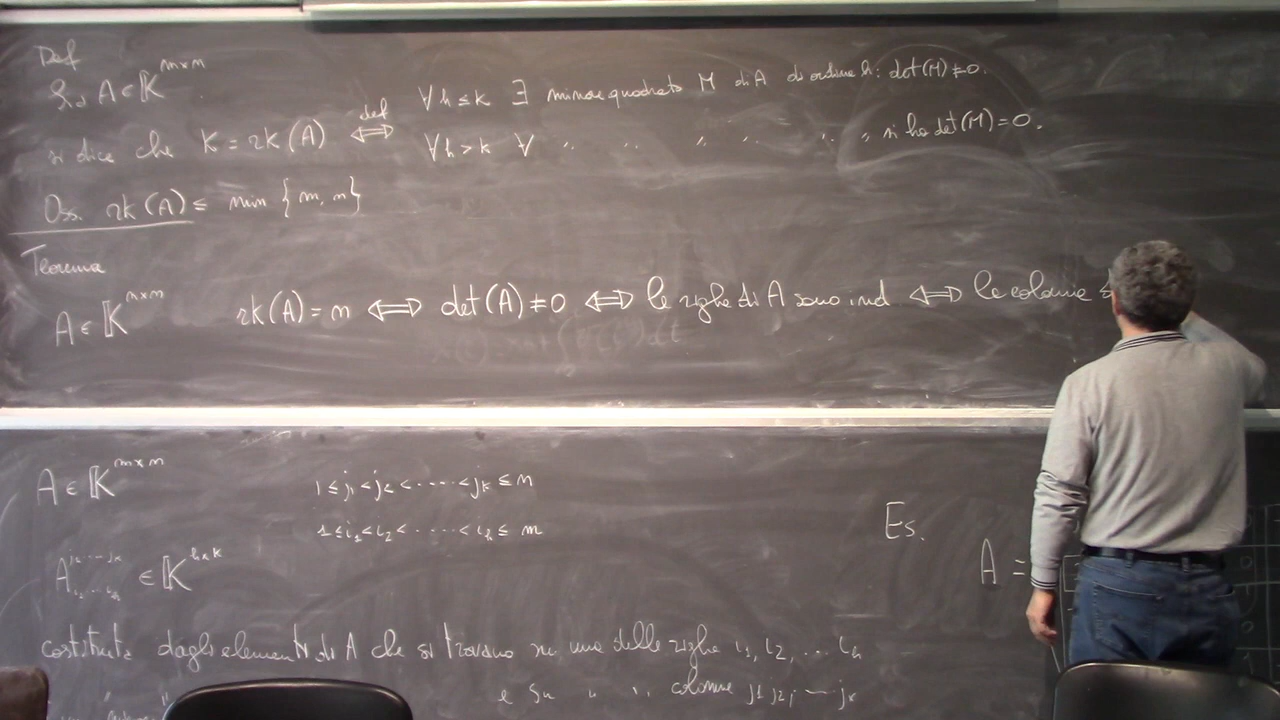 Def
Sia A ∈ 𝕂^{m×n}
si dice che K = rk(A) ⟺^{def} ∀ h ≤ k ∃ minore quadrato M di A di ordine h: det(M) ≠ 0.
∀ h > k ∀ " " " " " " si ha det(M) = 0.
Oss. rk(A) ≤ min {m, n}
Teorema
A ∈ 𝕂^{n×n} rk(A) = n ⟺ det(A) ≠ 0 ⟺ le righe di A sono ind ⟺ le colonne
A ∈ 𝕂^{m×n} 1 ≤ j₁ < j₂ < ..... < j_k ≤ n
1 ≤ i₁ < i₂ < ..... < i_h ≤ m
Es.
A^{j₁...j_k}_{i₁...i_h} ∈ 𝕂^{h×k}
A =
costituita dagli elementi di A che si trovano su una delle righe i₁, i₂, ... i_h
e su " " colonne j₁ j₂, ... j_k